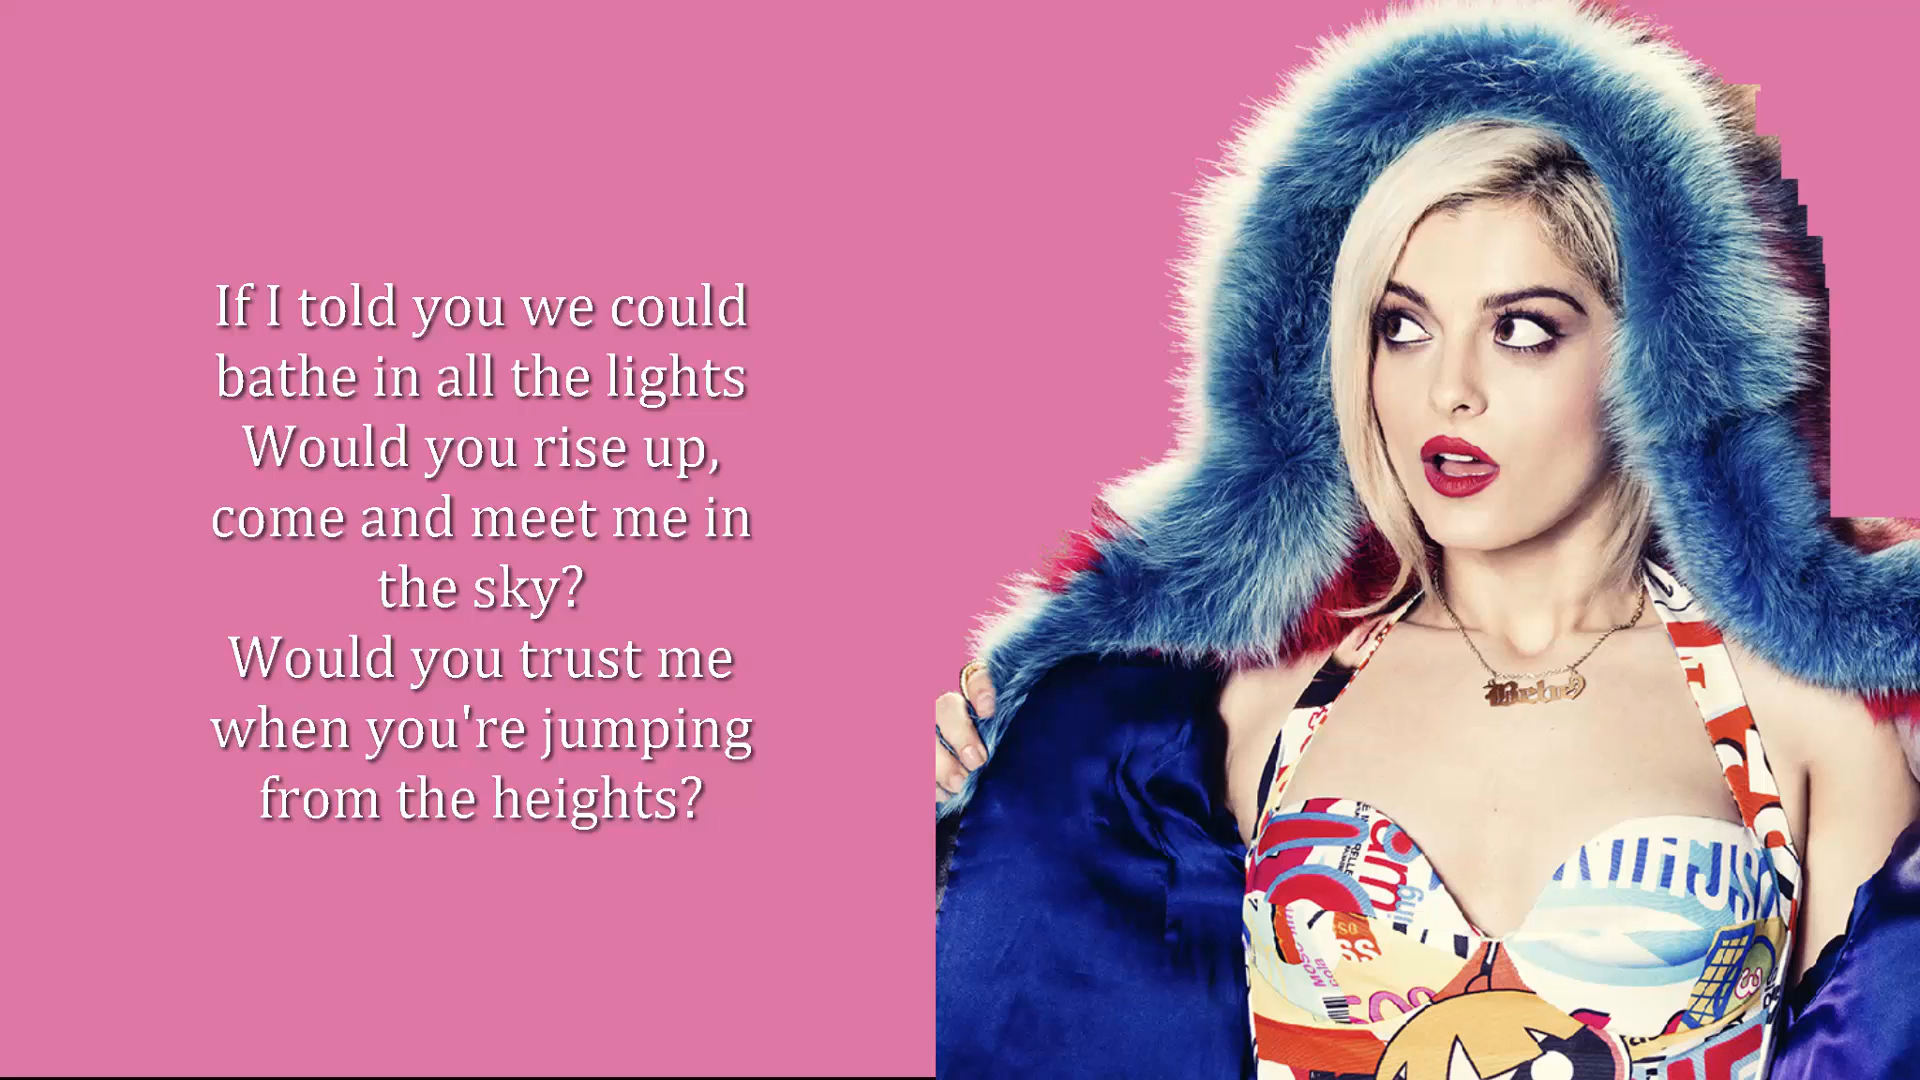 If I told you we could
bathe in all the lights
Would you rise up,
come and meet me in
the sky?
Would you trust me
when you're jumping
from the heights?
Bebe